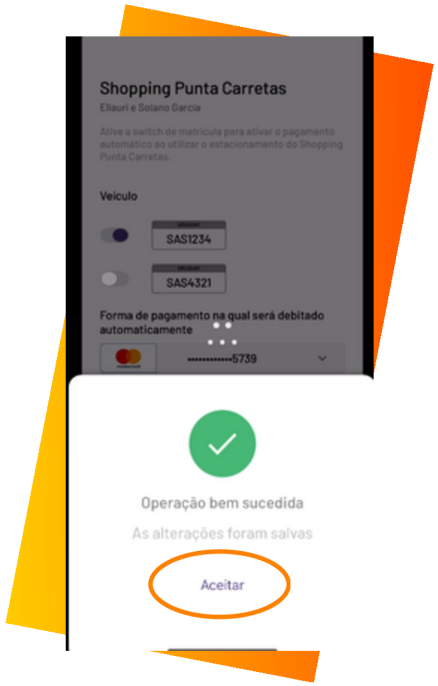 Shopping Punta Carretas
Ellauri e Solano Garcia
Ative a switch de matricula para ativar o pagamento
automático ao utilizar o estacionamento do Shopping
Punta Carretas.
Veiculo
SAS1234
SAS4321
Forma de pagamento na qual será debitado
automaticamente
••••••••••••5739
Operação bem sucedida
As alterações foram salvas
Aceitar